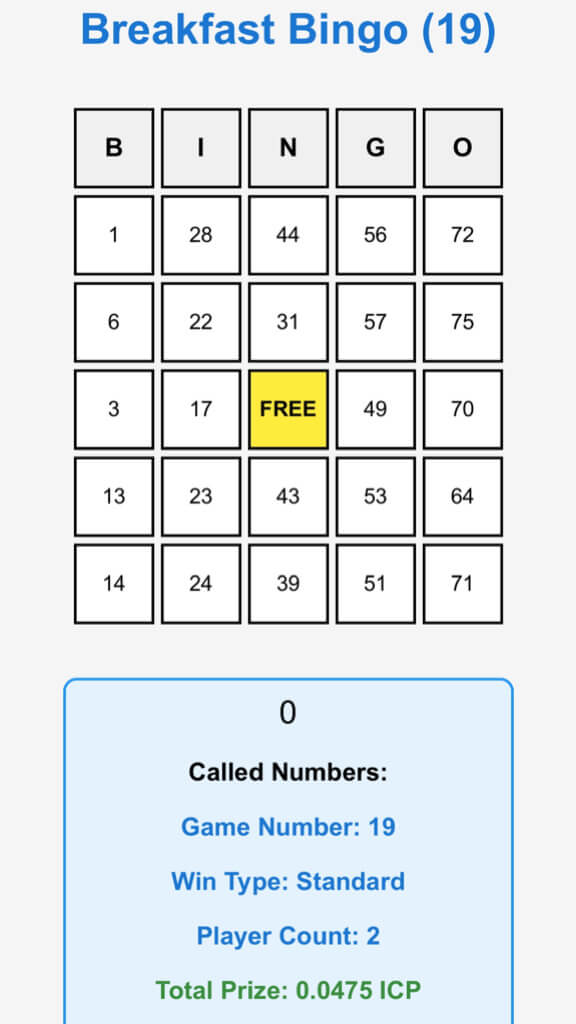 Breakfast Bingo (19)
B I N G O
1 28 44 56 72
6 22 31 57 75
3 17 FREE 49 70
13 23 43 53 64
14 24 39 51 71
0
Called Numbers:
Game Number: 19
Win Type: Standard
Player Count: 2
Total Prize: 0.0475 ICP